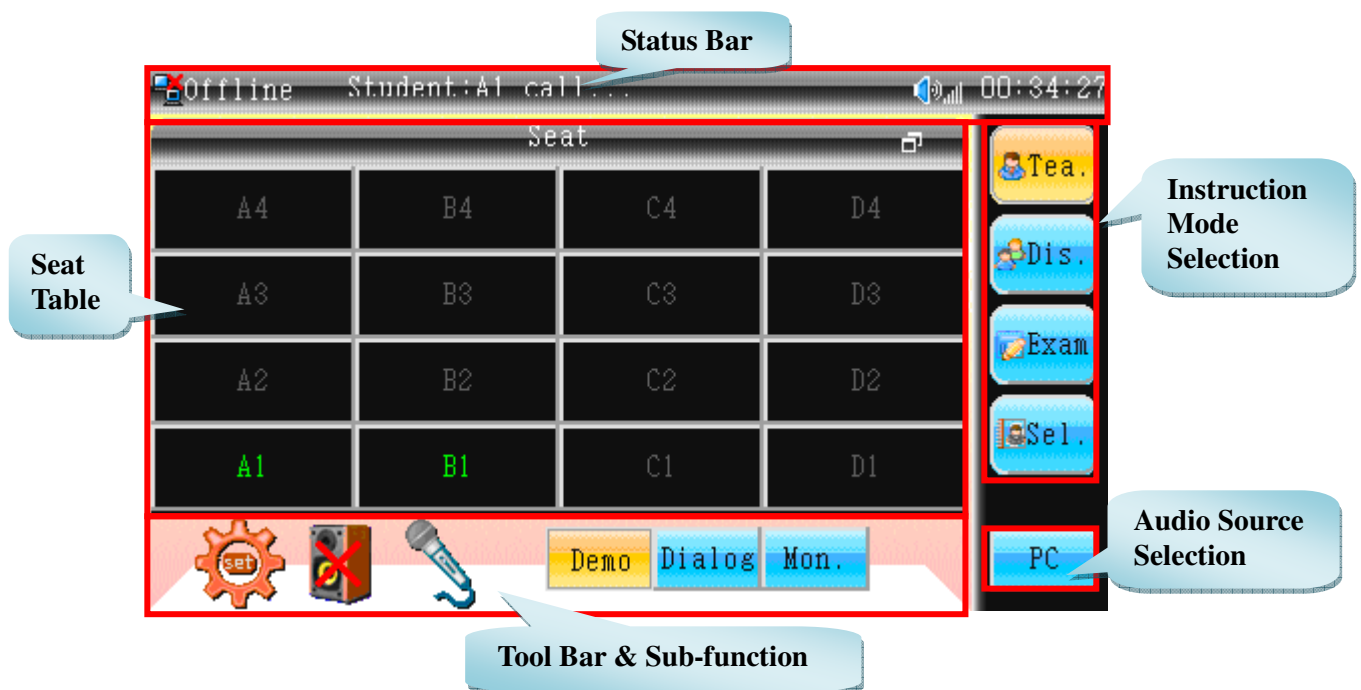 Status Bar
Offline Student:A1 call... 00:34:27
Seat
Tea.
Instruction
Mode
Selection
A4 B4 C4 D4
Dis.
Seat
Table
A3 B3 C3 D3
Exam
A2 B2 C2 D2
Sel.
A1 B1 C1 D1
Audio Source
Selection
set Demo Dialog Mon. PC
Tool Bar & Sub-function